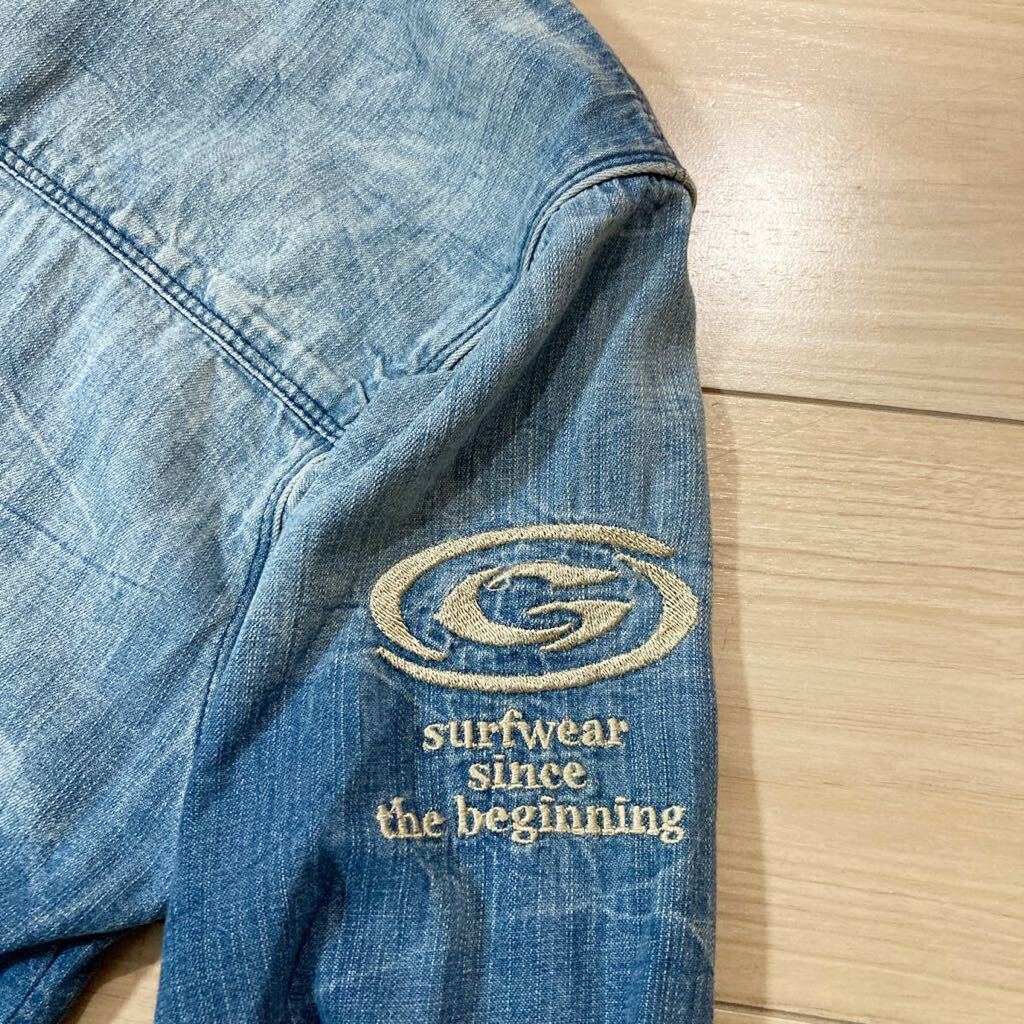 G
surfwear
since
the beginning